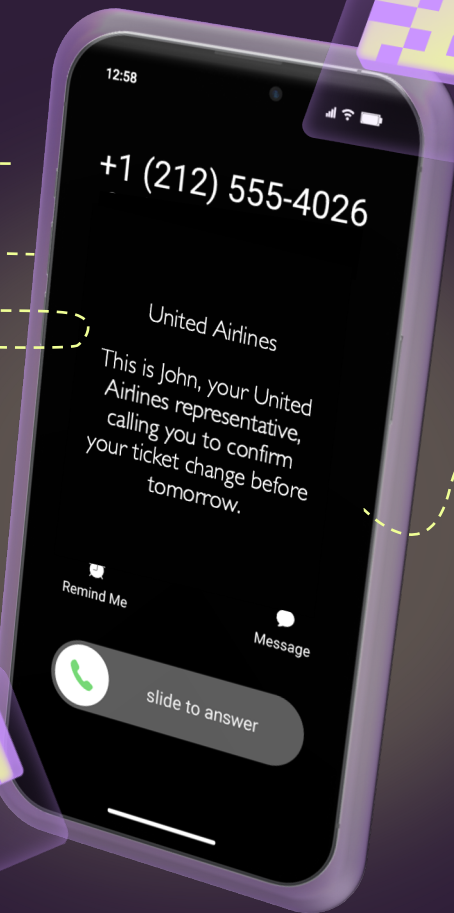 12:58
+1 (212) 555-4026
United Airlines
This is John, your United
Airlines representative,
calling you to confirm
your ticket change before
tomorrow.
Remind Me
Message
slide to answer